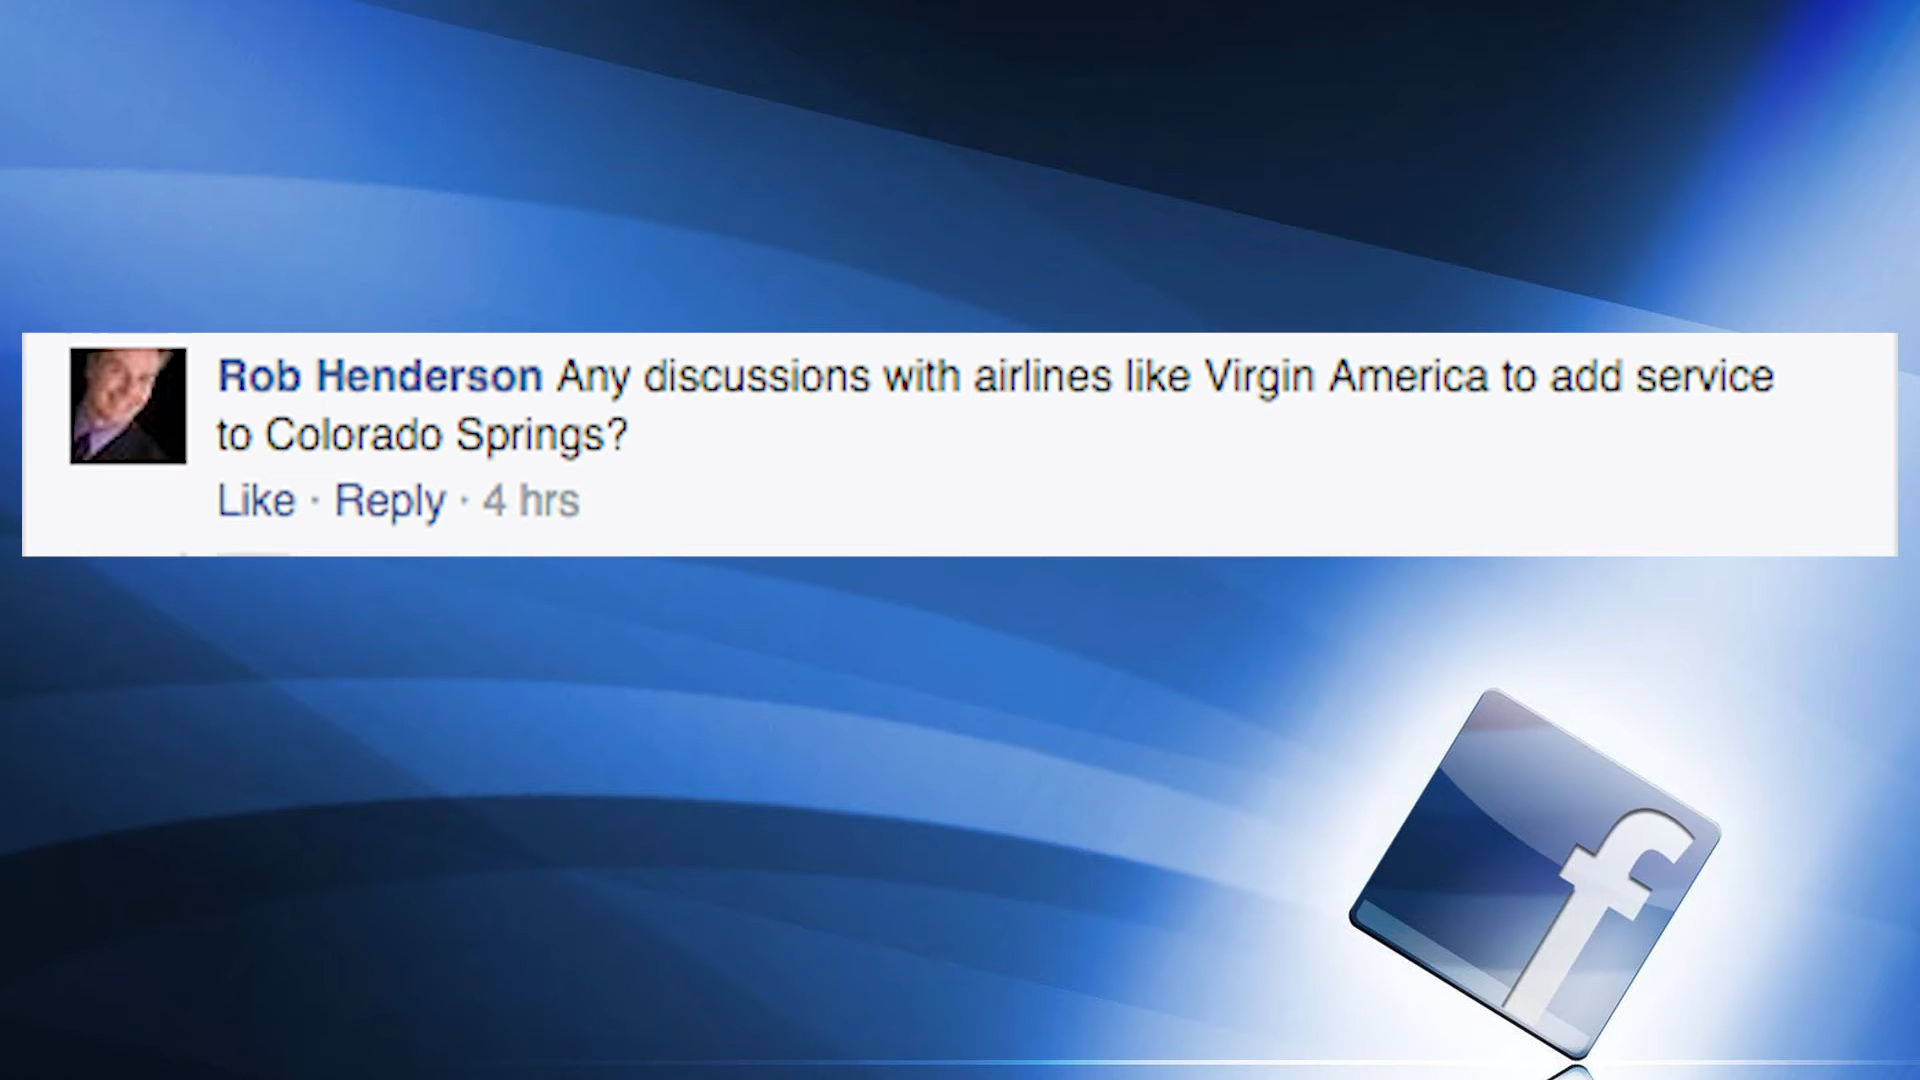 Rob Henderson Any discussions with airlines like Virgin America to add service
to Colorado Springs?
Like · Reply · 4 hrs
f